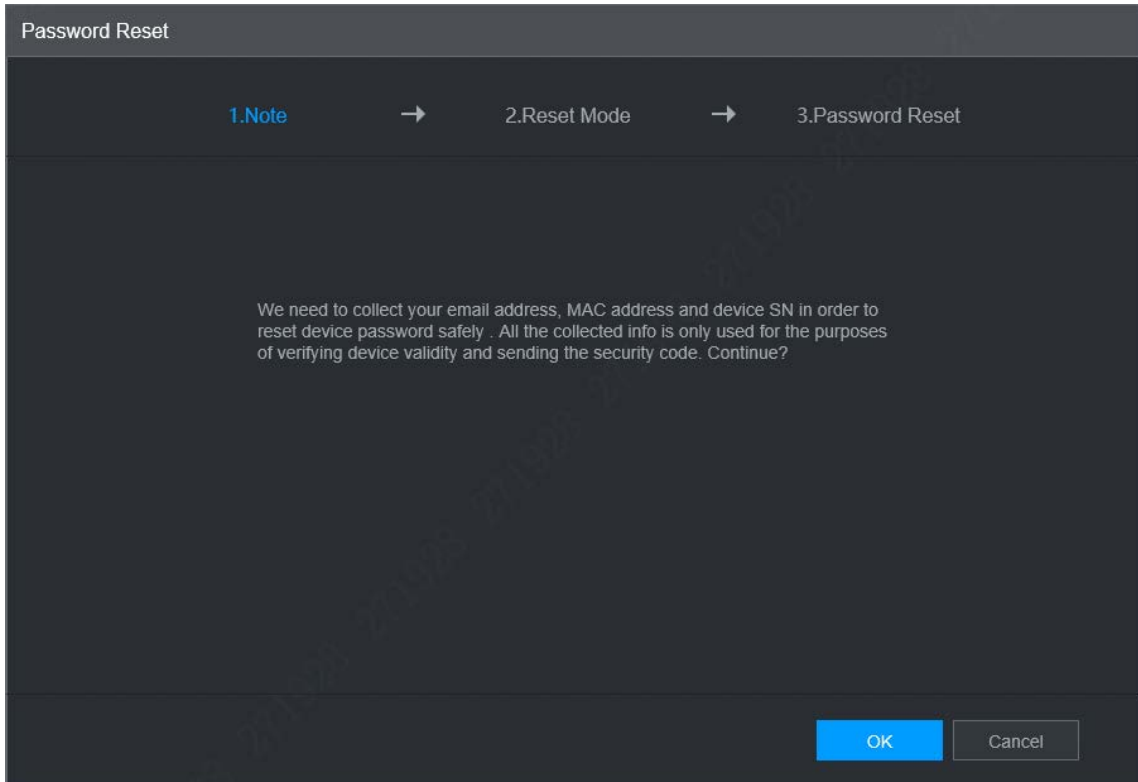 Password Reset
1.Note → 2.Reset Mode → 3.Password Reset
We need to collect your email address, MAC address and device SN in order to
reset device password safely . All the collected info is only used for the purposes
of verifying device validity and sending the security code. Continue?
OK Cancel